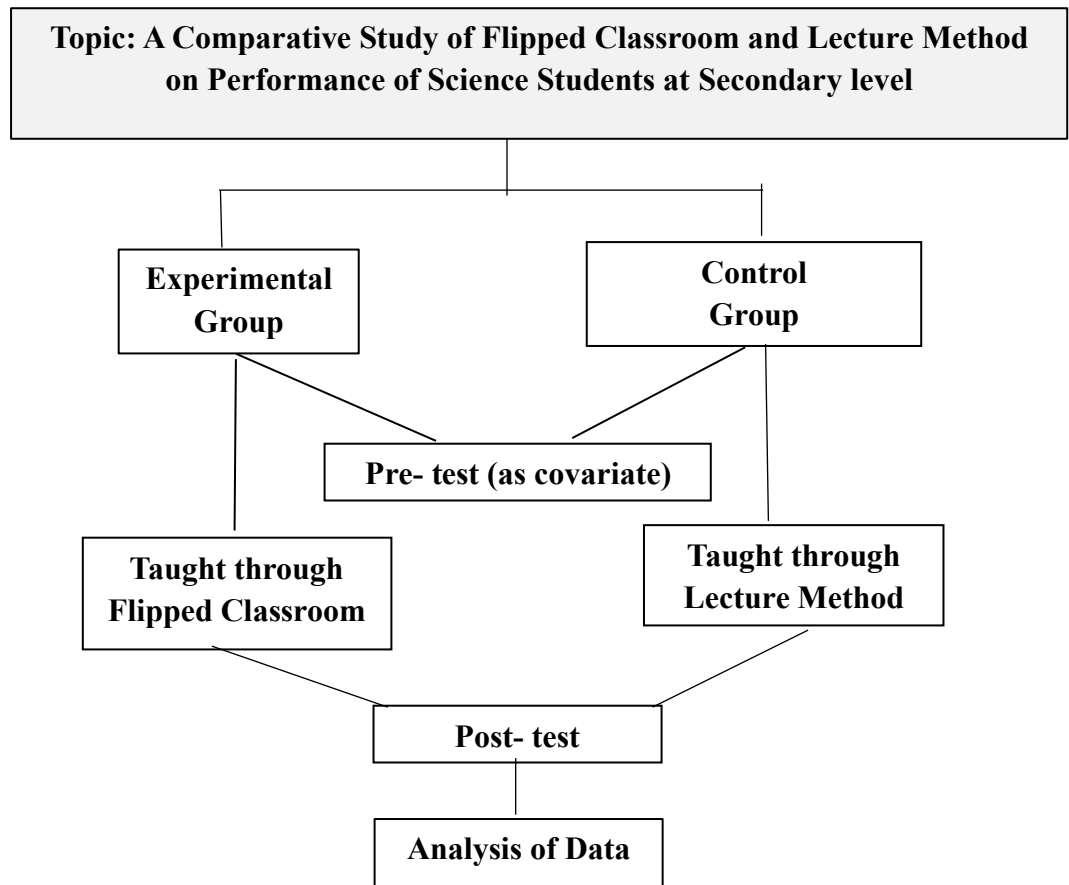 Topic: A Comparative Study of Flipped Classroom and Lecture Method
on Performance of Science Students at Secondary level
Experimental
Group
Control
Group
Pre- test (as covariate)
Taught through
Flipped Classroom
Taught through
Lecture Method
Post- test
Analysis of Data